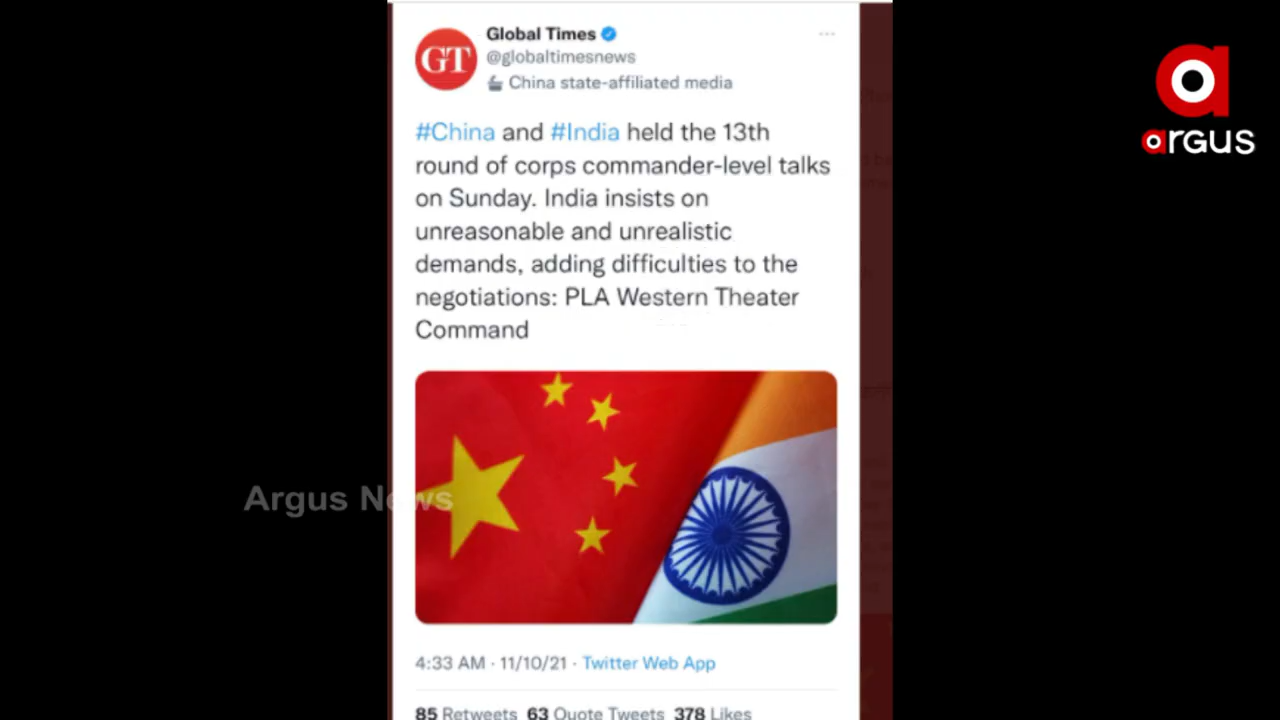 Global Times
@globaltimesnews
China state-affiliated media
#China and #India held the 13th
round of corps commander-level talks
on Sunday. India insists on
unreasonable and unrealistic
demands, adding difficulties to the
negotiations: PLA Western Theater
Command
4:33 AM · 11/10/21 · Twitter Web App
85 Retweets 63 Quote Tweets 378 Likes
GT
argus
Argus News